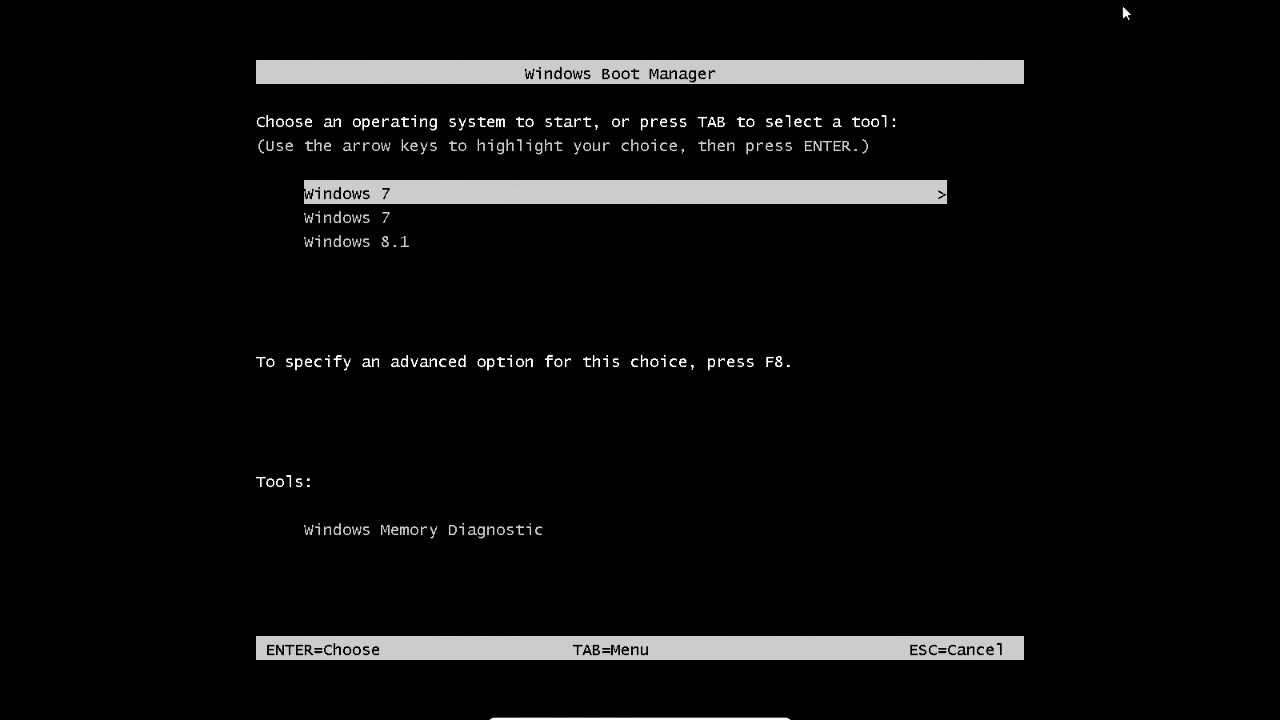 Windows Boot Manager
Choose an operating system to start, or press TAB to select a tool:
(Use the arrow keys to highlight your choice, then press ENTER.)
Windows 7 >
Windows 7
Windows 8.1
To specify an advanced option for this choice, press F8.
Tools:
Windows Memory Diagnostic
ENTER=Choose TAB=Menu ESC=Cancel